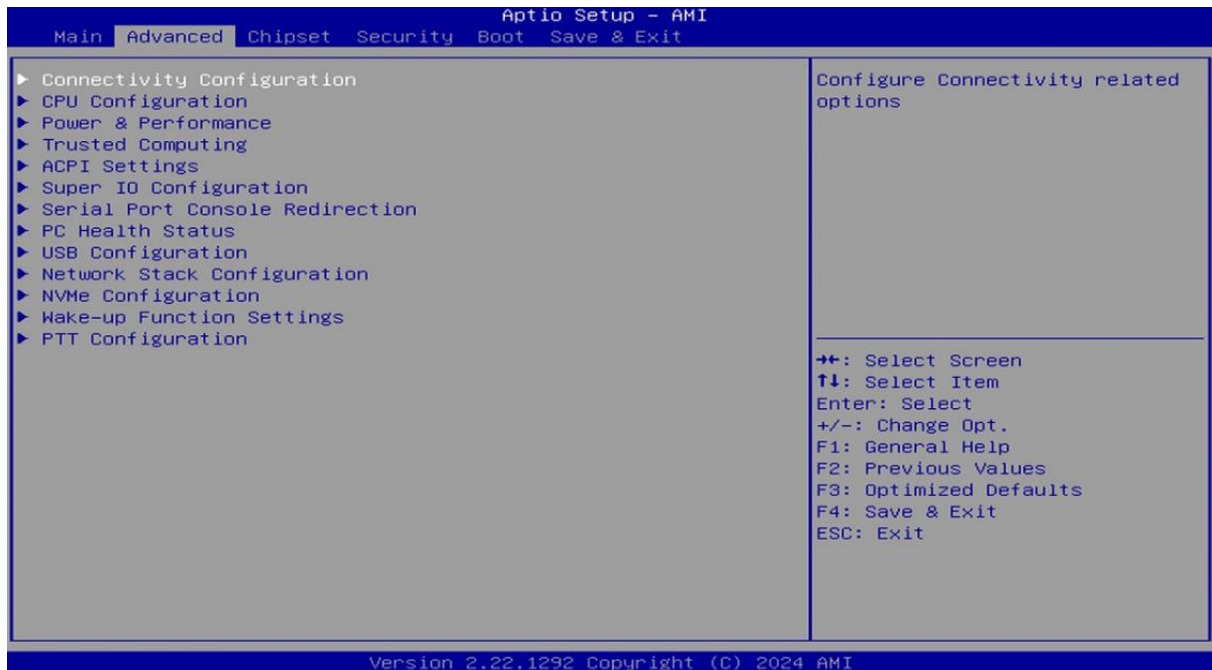 Aptio Setup - AMI
Main Advanced Chipset Security Boot Save & Exit
Connectivity Configuration
CPU Configuration
Power & Performance
Trusted Computing
ACPI Settings
Super IO Configuration
Serial Port Console Redirection
PC Health Status
USB Configuration
Network Stack Configuration
NVMe Configuration
Wake-up Function Settings
PTT Configuration
Configure Connectivity related
options
→←: Select Screen
↑↓: Select Item
Enter: Select
+/-: Change Opt.
F1: General Help
F2: Previous Values
F3: Optimized Defaults
F4: Save & Exit
ESC: Exit
Version 2.22.1292 Copyright (C) 2024 AMI